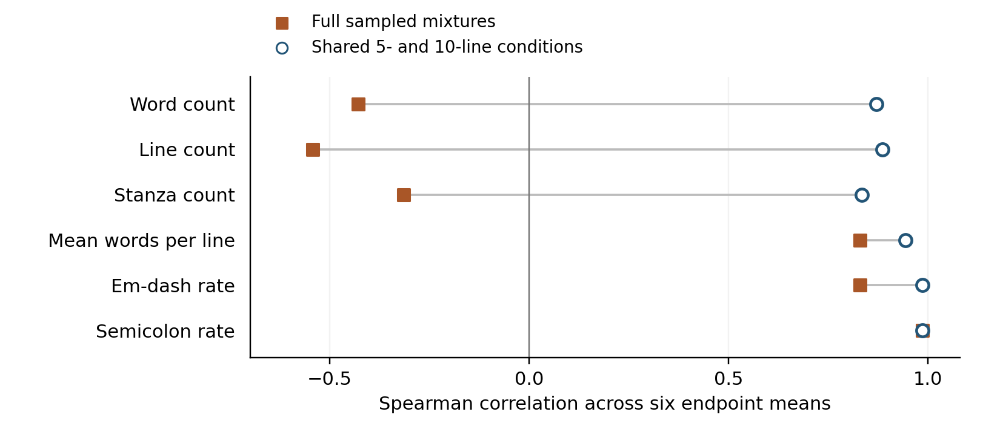 Full sampled mixtures
Shared 5- and 10-line conditions
Word count
Line count
Stanza count
Mean words per line
Em-dash rate
Semicolon rate
−0.5 0.0 0.5 1.0
Spearman correlation across six endpoint means